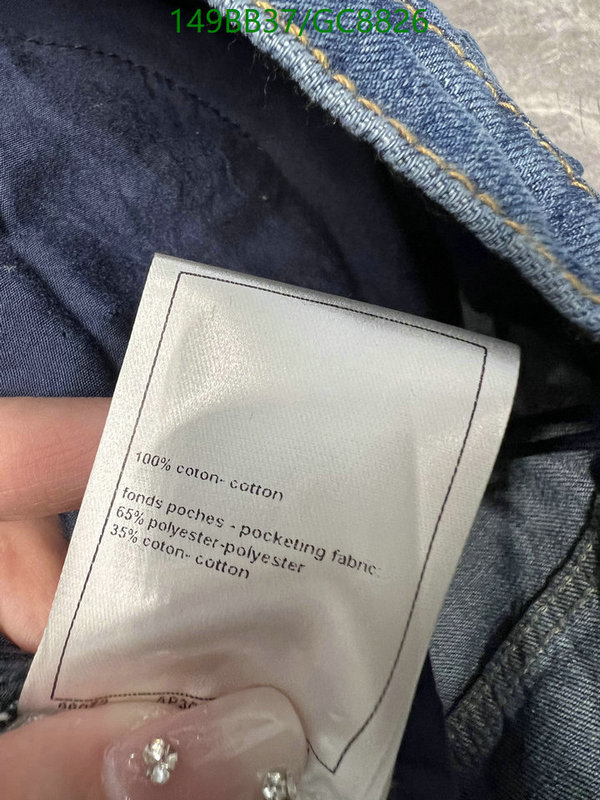 149BB37/GC8826
100% coton- cotton
fonds poches - pocketing fabric:
65% polyester-polyester
35% coton- cotton